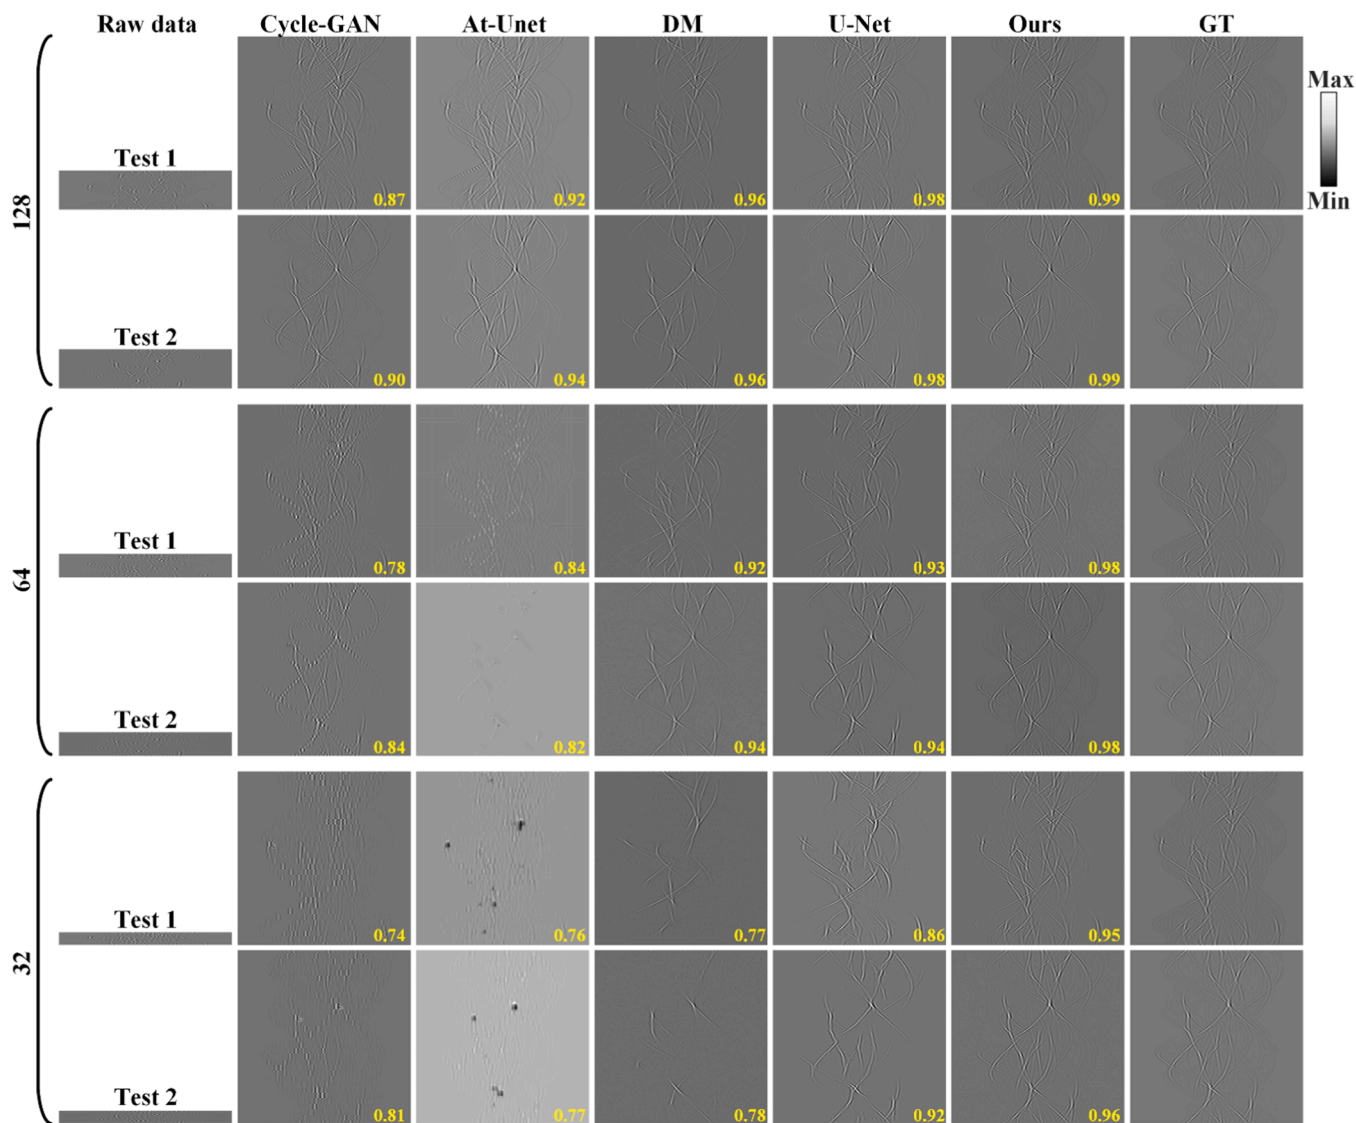 Raw data Cycle-GAN At-Unet DM U-Net Ours GT
Max
Min
128
Test 1
0.87 0.92 0.96 0.98 0.99
Test 2
0.90 0.94 0.96 0.98 0.99
64
Test 1
0.78 0.84 0.92 0.93 0.98
Test 2
0.84 0.82 0.94 0.94 0.98
32
Test 1
0.74 0.76 0.77 0.86 0.95
Test 2
0.81 0.77 0.78 0.92 0.96